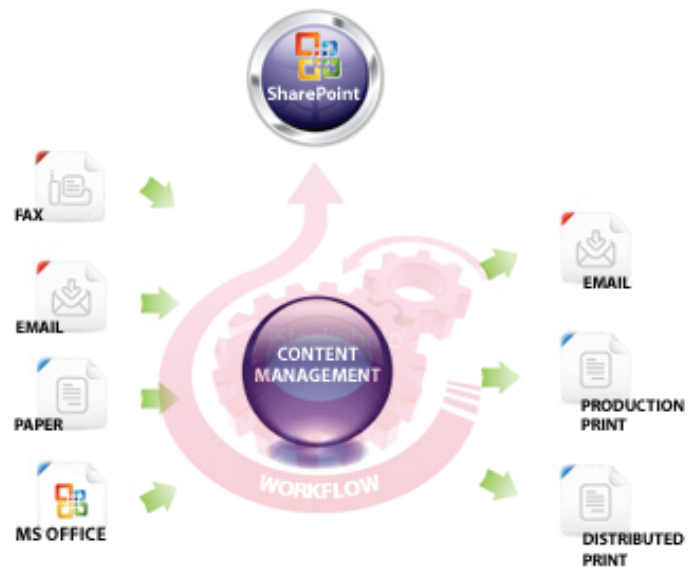 SharePoint
FAX
EMAIL
PAPER
MS OFFICE
CONTENT
MANAGEMENT
WORKFLOW
EMAIL
PRODUCTION
PRINT
DISTRIBUTED
PRINT